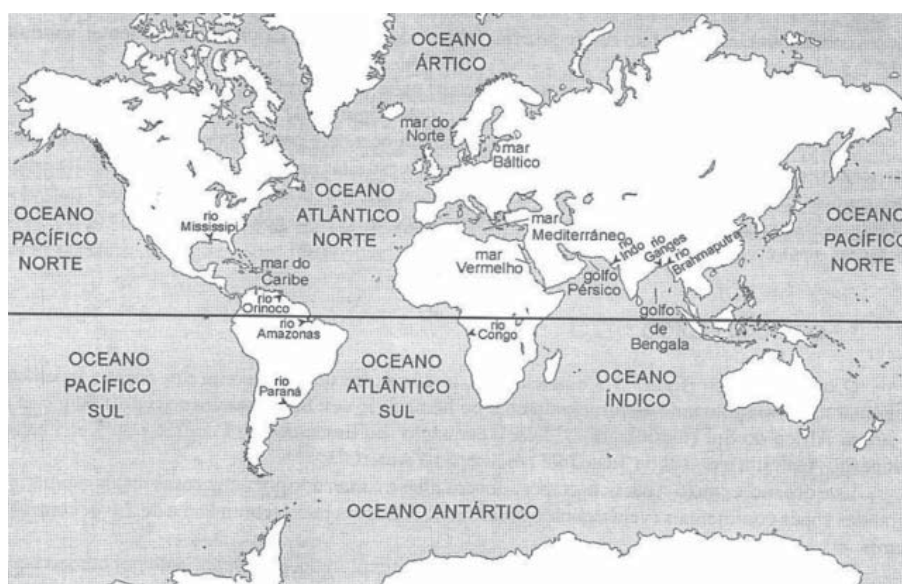 OCEANO
ÁRTICO
mar do
Norte
mar
Báltico
OCEANO
ATLÂNTICO
NORTE
OCEANO
PACÍFICO
NORTE
rio
Mississipi
mar do
Caribe
mar
Mediterrâneo
mar
Vermelho
golfo
Pérsico
rio
Indo
rio
Ganges
rio
Brahmaputra
OCEANO
PACÍFICO
NORTE
golfo
de
Bengala
rio
Orinoco
rio
Amazonas
rio
Congo
rio
Paraná
OCEANO
PACÍFICO
SUL
OCEANO
ATLÂNTICO
SUL
OCEANO
ÍNDICO
OCEANO ANTÁRTICO